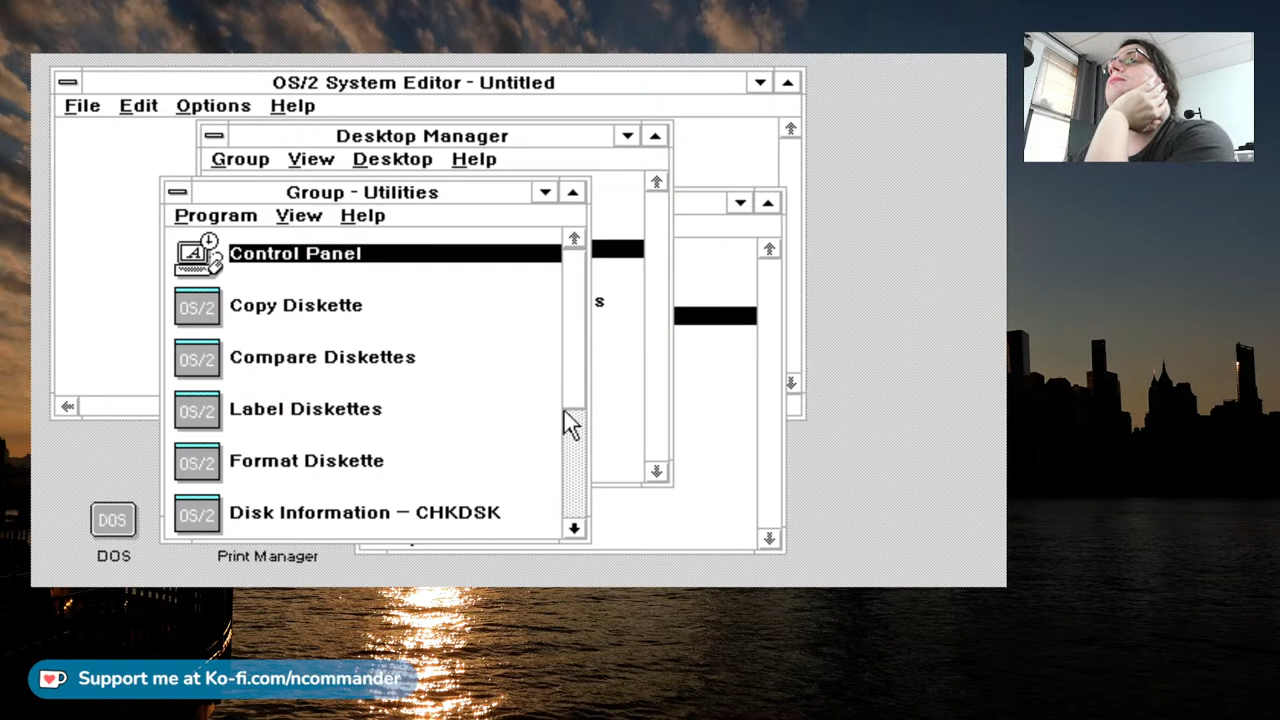 OS/2 System Editor - Untitled
File Edit Options Help
Desktop Manager
Group View Desktop Help
Group - Utilities
Program View Help
Control Panel
OS/2 Copy Diskette
s
OS/2 Compare Diskettes
OS/2 Label Diskettes
OS/2 Format Diskette
OS/2 Disk Information – CHKDSK
DOS
DOS
Print Manager
Support me at Ko-fi.com/ncommander